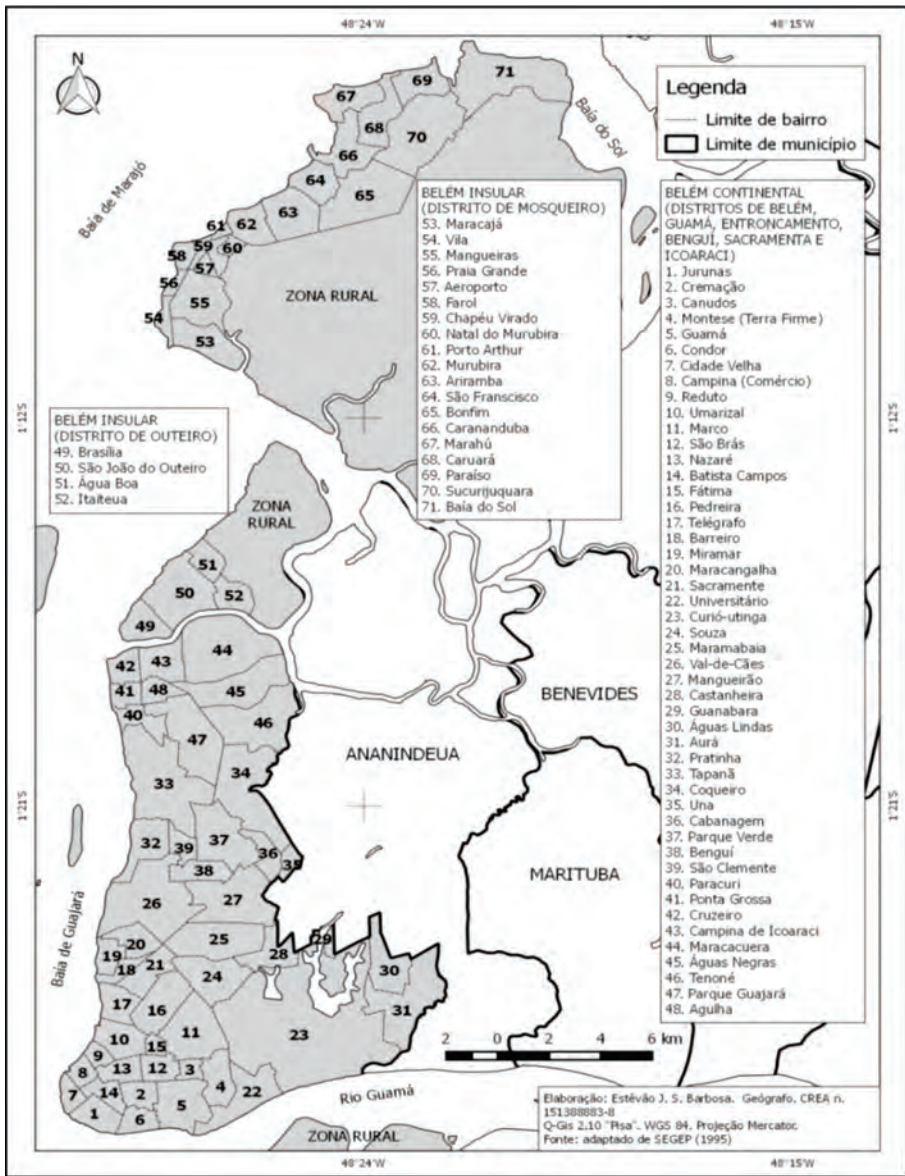 48°24'W
48°15'W
N
Legenda
Limite de bairro
Limite de município
Baía do Sol
Baía de Marajó
71
69
67
68
70
66
64
65
63
62
61
59
60
58
57
56
55
54
53
ZONA RURAL
BELÉM INSULAR
(DISTRITO DE MOSQUEIRO)
53. Maracajá
54. Vila
55. Mangueiras
56. Praia Grande
57. Aeroporto
58. Farol
59. Chapéu Virado
60. Natal do Murubira
61. Porto Arthur
62. Murubira
63. Ariramba
64. São Franscisco
65. Bonfim
66. Carananduba
67. Marahú
68. Caruará
69. Paraíso
70. Sucurijuquara
71. Baía do Sol
BELÉM CONTINENTAL
(DISTRITOS DE BELÉM,
GUAMÁ, ENTRONCAMENTO,
BENGUÍ, SACRAMENTA E
ICOARACI)
1. Jurunas
2. Cremação
3. Canudos
4. Montese (Terra Firme)
5. Guamá
6. Condor
7. Cidade Velha
8. Campina (Comércio)
9. Reduto
10. Umarizal
11. Marco
12. São Brás
13. Nazaré
14. Batista Campos
15. Fátima
16. Pedreira
17. Telégrafo
18. Barreiro
19. Miramar
20. Maracangalha
21. Sacramente
22. Universitário
23. Curió-utinga
24. Souza
25. Maramabaia
26. Val-de-Cães
27. Mangueirão
28. Castanheira
29. Guanabara
30. Águas Lindas
31. Aurá
32. Pratinha
33. Tapanã
34. Coqueiro
35. Una
36. Cabanagem
37. Parque Verde
38. Benguí
39. São Clemente
40. Paracuri
41. Ponta Grossa
42. Cruzeiro
43. Campina de Icoaraci
44. Maracacuera
45. Águas Negras
46. Tenoné
47. Parque Guajará
48. Agulha
1°12'S
1°12'S
BELÉM INSULAR
(DISTRITO DE OUTEIRO)
49. Brasília
50. São João do Outeiro
51. Água Boa
52. Itaiteua
ZONA
RURAL
51
50
52
49
44
43
42
41
48
45
40
46
47
34
33
BENEVIDES
ANANINDEUA
MARITUBA
1°21'S
1°21'S
37
32
39
36
35
38
27
26
25
29
20
28
19
21
18
24
30
17
16
31
11
23
10
15
9
13
12
3
8
4
22
14
2
7
5
1
6
Baía de Guajará
2 0 2 4 6 km
Rio Guamá
ZONA RURAL
Elaboração: Estêvão J. S. Barbosa. Geógrafo. CREA n.
151388883-8
Q-Gis 2.10 "Pisa". WGS 84. Projeção Mercator.
Fonte: adaptado de SEGEP (1995)
48°24'W
48°15'W